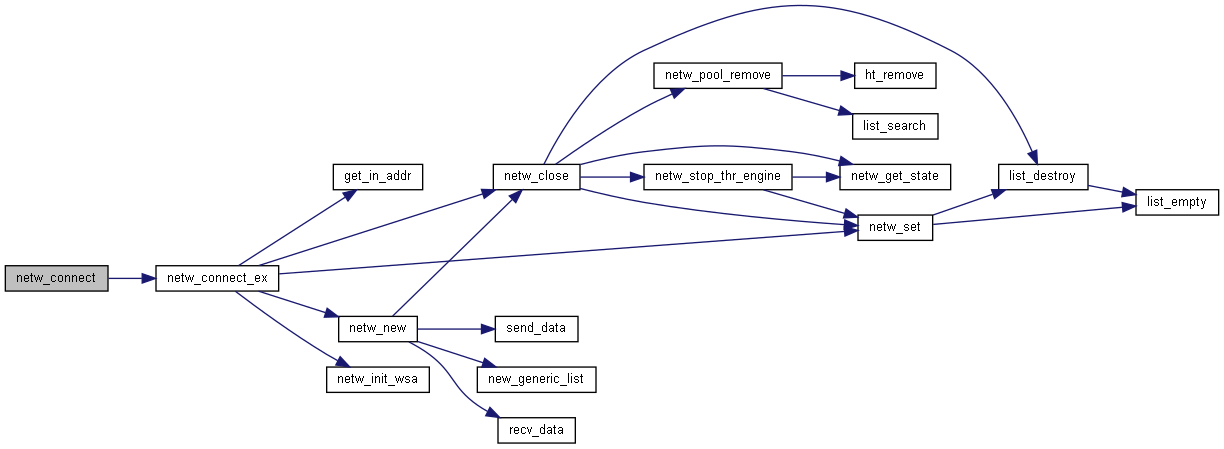 netw_connect
netw_connect_ex
get_in_addr
netw_new
netw_init_wsa
netw_close
send_data
new_generic_list
recv_data
netw_pool_remove
netw_stop_thr_engine
ht_remove
list_search
netw_get_state
netw_set
list_destroy
list_empty